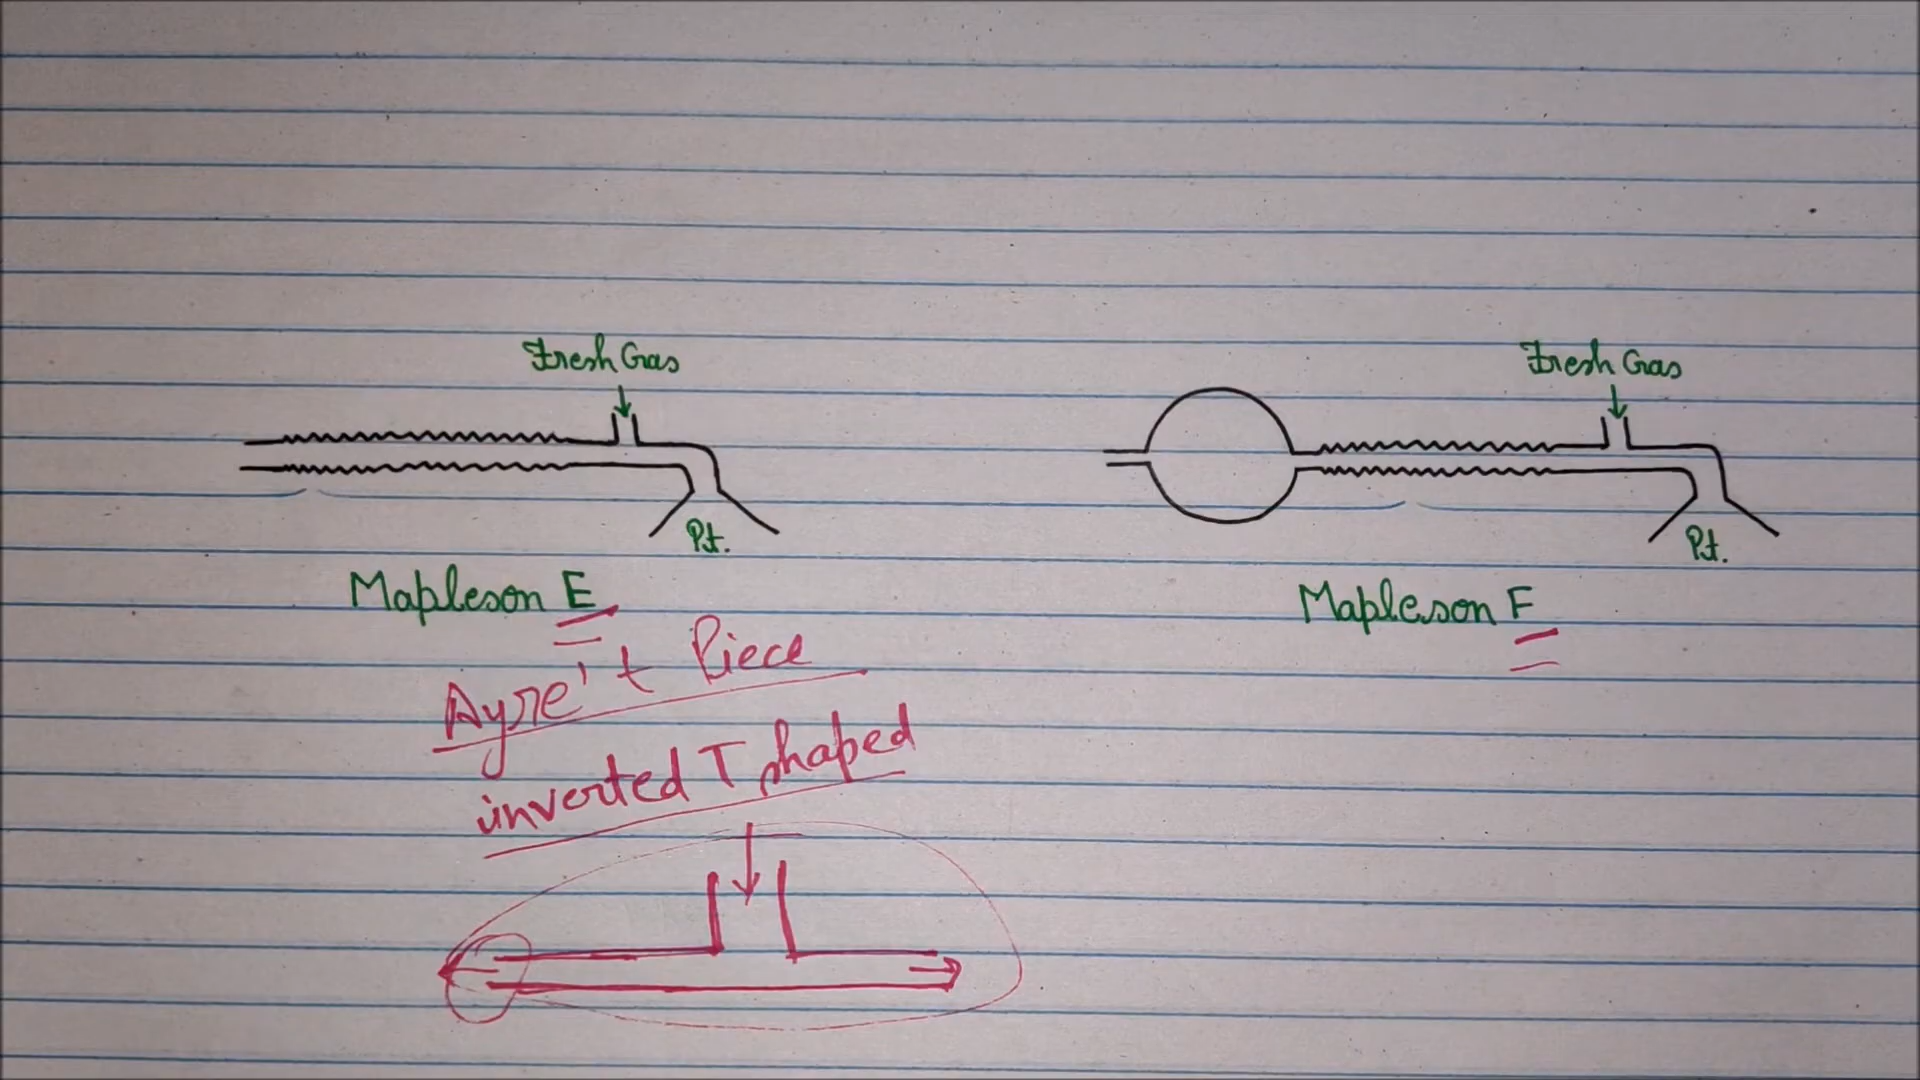 Fresh Gas
Pt.
Mapleson E
Fresh Gas
Pt.
Mapleson F
Ayre't Piece
inverted T shaped